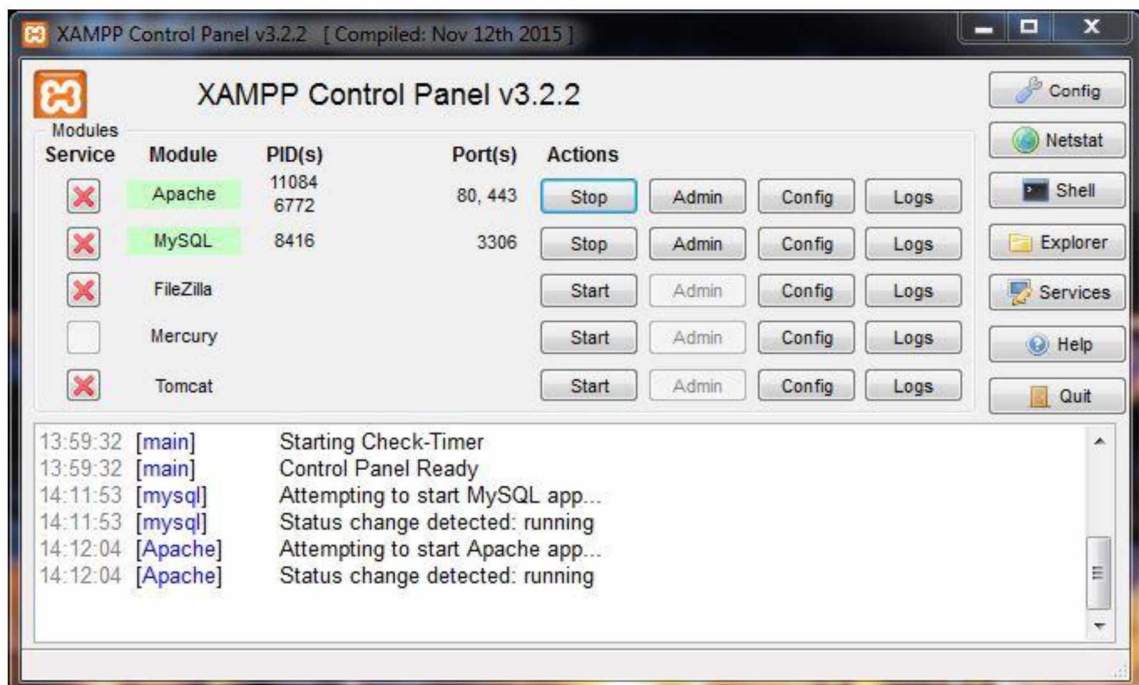 XAMPP Control Panel v3.2.2 [ Compiled: Nov 12th 2015 ]
XAMPP Control Panel v3.2.2
Config
Modules
Service Module PID(s) Port(s) Actions
Netstat
Apache 11084 6772 80, 443 Stop Admin Config Logs
Shell
MySQL 8416 3306 Stop Admin Config Logs
Explorer
FileZilla Start Admin Config Logs
Services
Mercury Start Admin Config Logs
Help
Tomcat Start Admin Config Logs
Quit
13:59:32 [main] Starting Check-Timer
13:59:32 [main] Control Panel Ready
14:11:53 [mysql] Attempting to start MySQL app...
14:11:53 [mysql] Status change detected: running
14:12:04 [Apache] Attempting to start Apache app...
14:12:04 [Apache] Status change detected: running